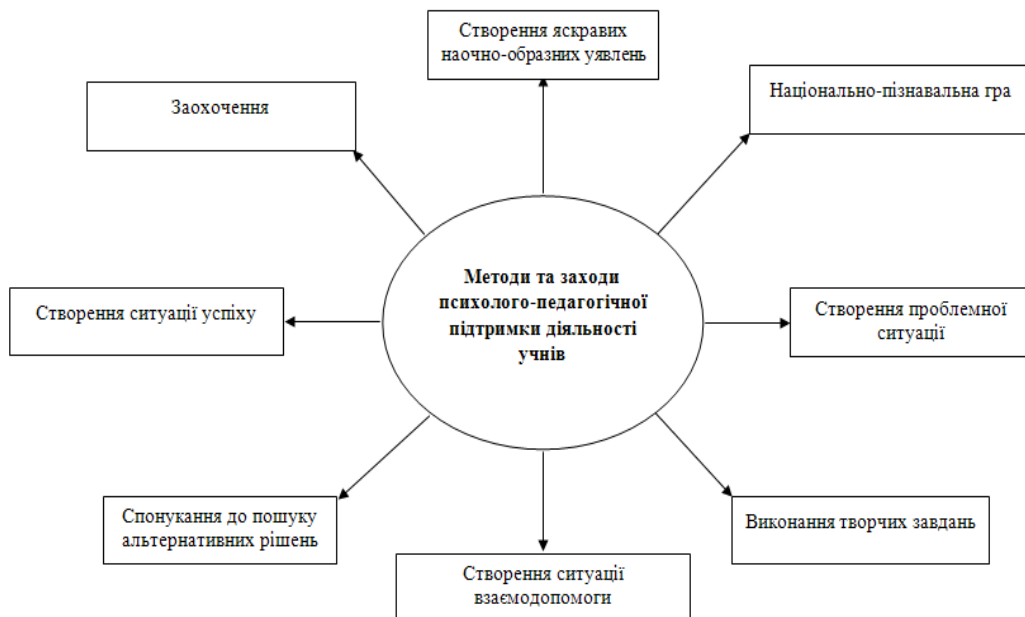 Створення яскравих
наочно-образних уявлень
Заохочення
Національно-пізнавальна гра
Методи та заходи
психолого-педагогічної
підтримки діяльності
учнів
Створення ситуації успіху
Створення проблемної
ситуації
Спонукання до пошуку
альтернативних рішень
Виконання творчих завдань
Створення ситуації
взаємодопомоги